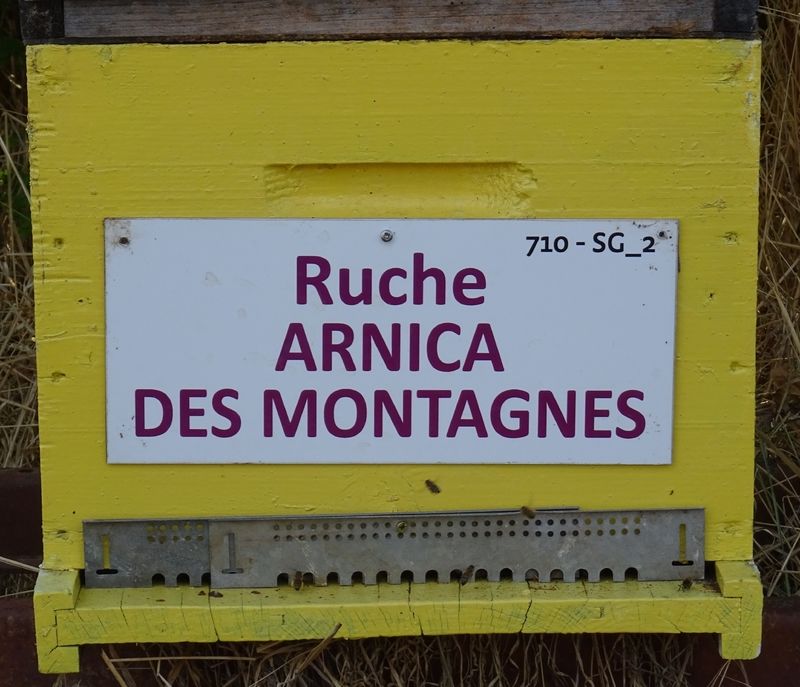 710 - SG_2
Ruche
ARNICA
DES MONTAGNES